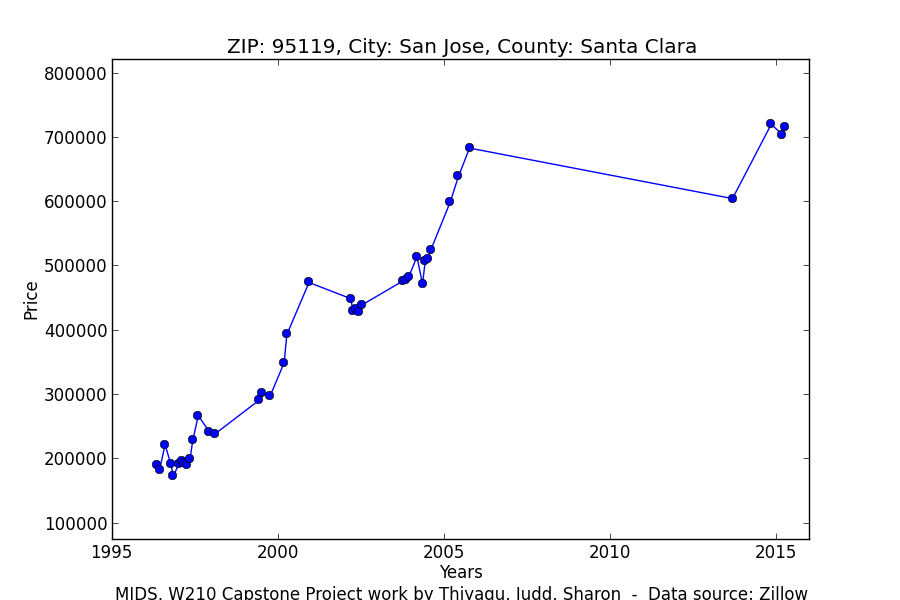 ZIP: 95119, City: San Jose, County: Santa Clara
800000
700000
600000
500000
400000
300000
200000
100000
Price
1995 2000 2005 2010 2015
Years
MIDS, W210 Capstone Project work by Thiyagu, Judd, Sharon - Data source: Zillow